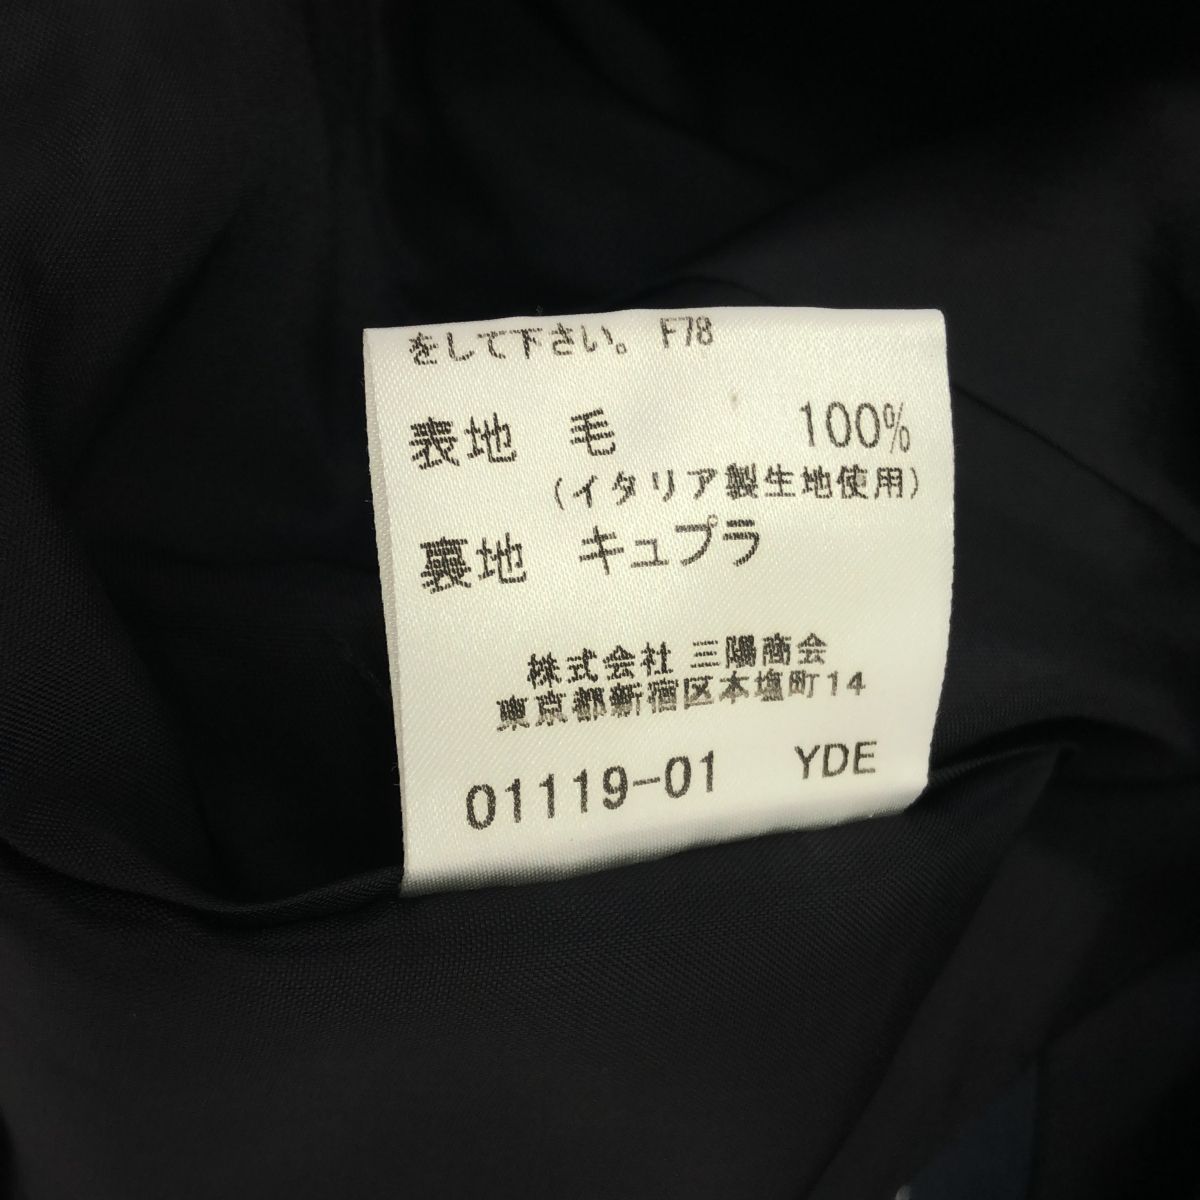 をして下さい。 F78
表地 毛 100%
(イタリア製生地使用)
裏地 キュプラ
株式会社 三陽商会
東京都新宿区本塩町14
01119-01 YDE